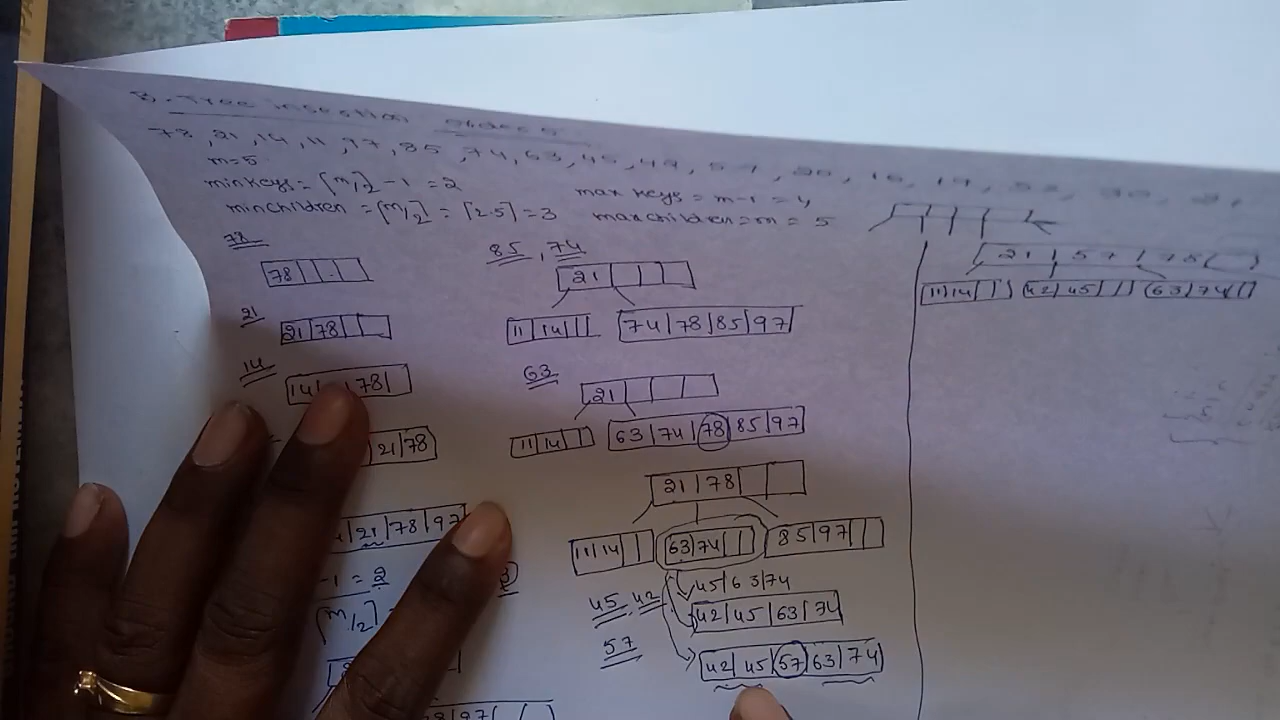 B-Tree insertion order 5
78, 21, 14, 11, 97, 85, 74, 63, 45, 42, 57, 20, 16, 19, 52, 30, 21
m=5
minkeys = ⌈m/2⌉ - 1 = 2
max keys = m-1 = 4
minchildren = ⌈m/2⌉ = ⌈2.5⌉ = 3
maxchildren = m = 5
78
78
21
21 | 78
14
14 | 78
21 | 78
21 | 78 | 97
-1 = 2
⌈m/2⌉
78 | 97
85, 74
21
11 | 14
74 | 78 | 85 | 97
63
21
11 | 14
63 | 74 | 78 | 85 | 97
21 | 78
11 | 14
63 | 74
85 | 97
45 | 63 | 74
45, 42
42 | 45 | 63 | 74
57
42 | 45 | 57 | 63 | 74
21 | 57 | 78
11 | 14
42 | 45
63 | 74